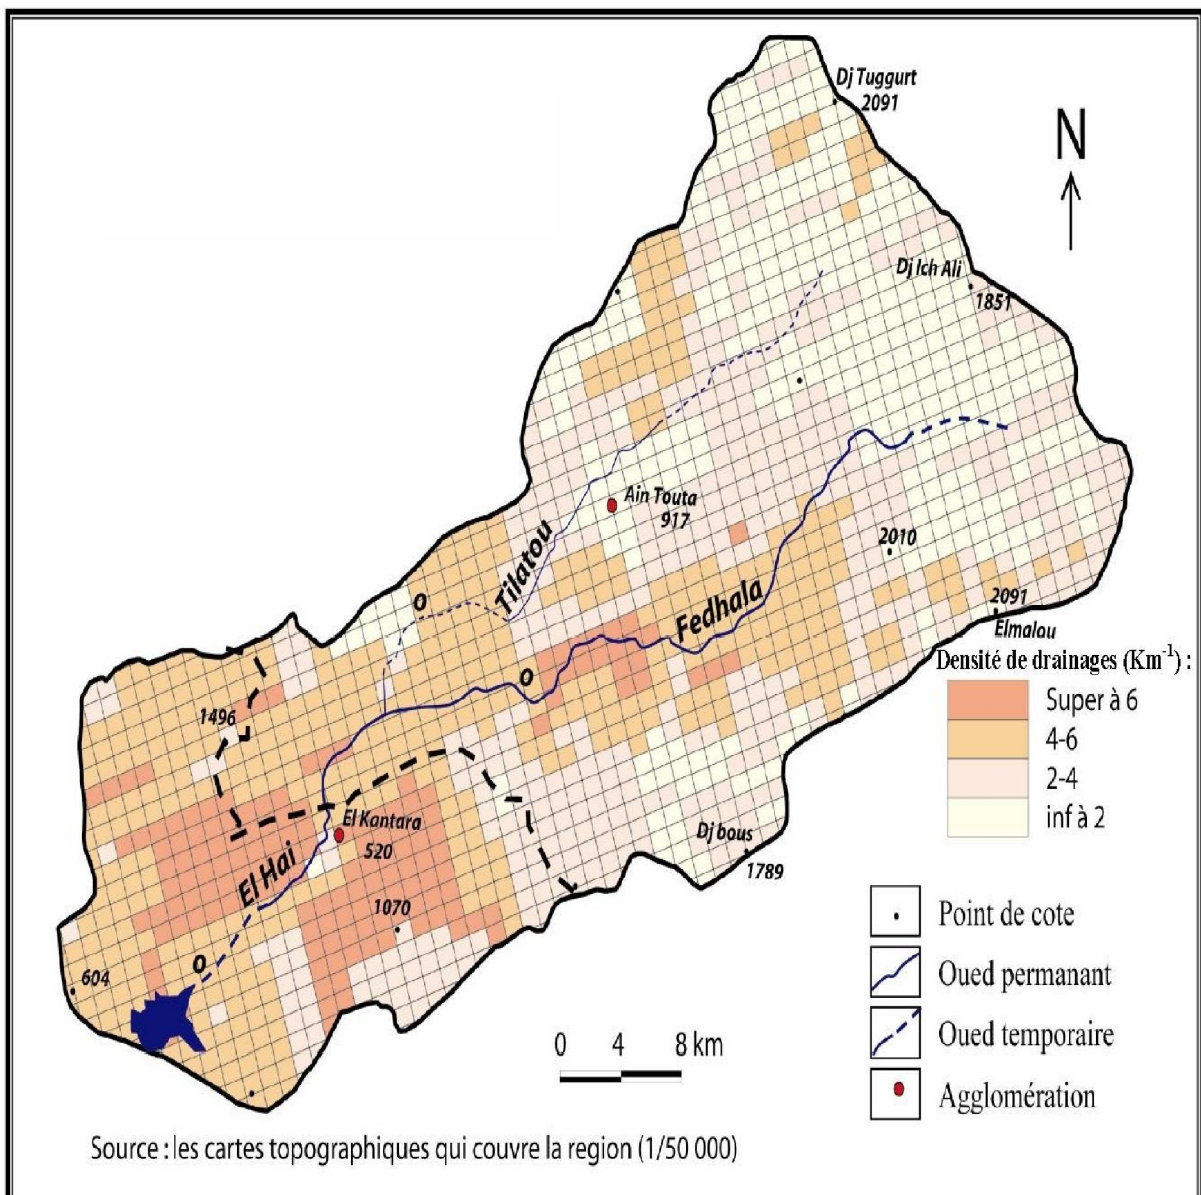 Dj Tuggurt
2091
N
Dj Ich Ali
1851
Ain Touta
917
Tilatou
2010
Fedhala
2091
Elmalou
O
O
1496
El Kantara
520
El Hai
1070
Dj bous
1789
O
604
Densité de drainages (Km-1) :
Super à 6
4-6
2-4
inf à 2
Point de cote
Oued permanant
Oued temporaire
Agglomération
0 4 8 km
Source : les cartes topographiques qui couvre la region (1/50 000)